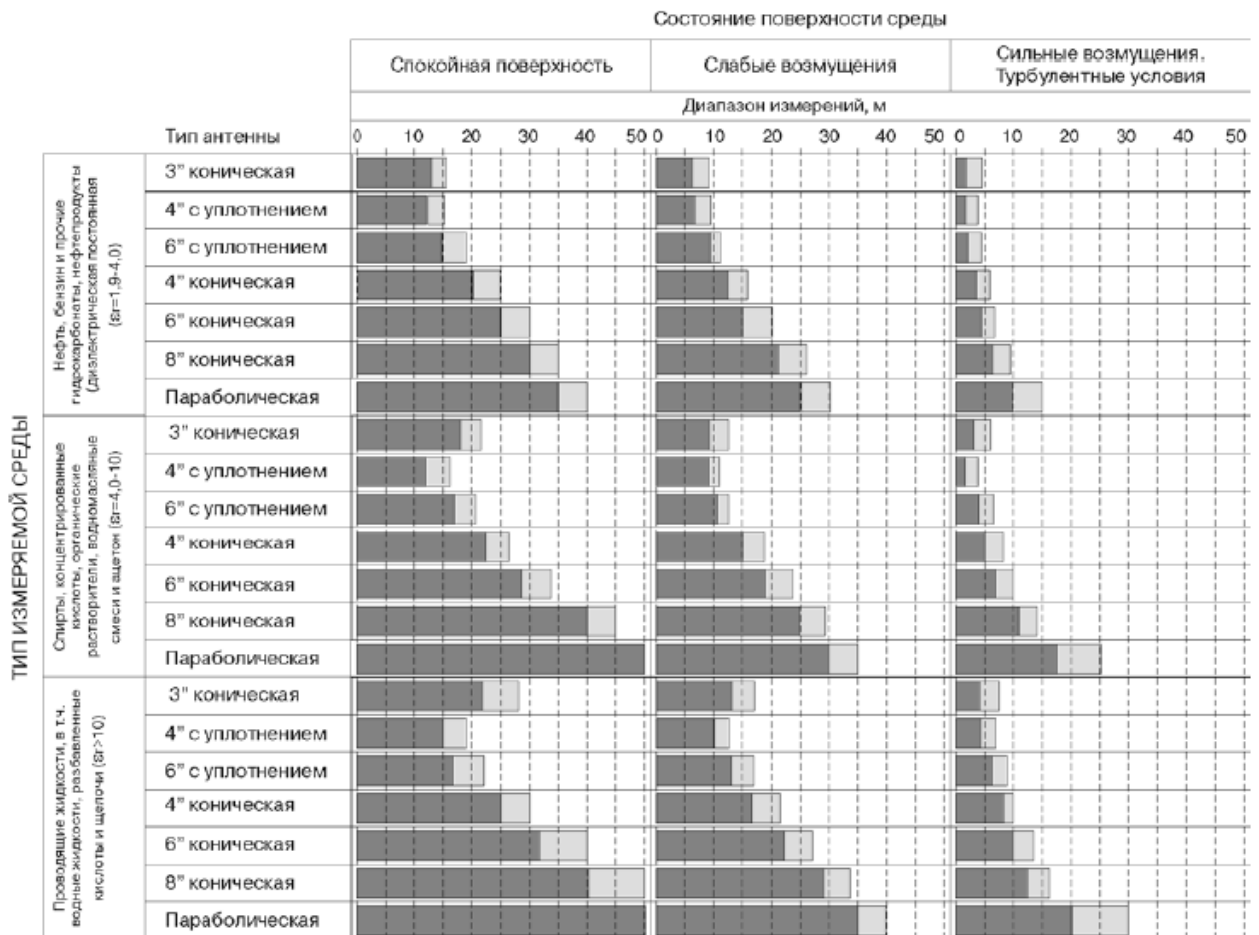 Состояние поверхности среды
Спокойная поверхность
Слабые возмущения
Сильные возмущения.
Турбулентные условия
Диапазон измерений, м
Тип антенны
0 10 20 30 40 50 0 10 20 30 40 50 0 10 20 30 40 50
ТИП ИЗМЕРЯЕМОЙ СРЕДЫ
Нефть, бензин и прочие
гидрокарбонаты, нефтепродукты
(диэлектрическая постоянная
(εr=1,9-4,0)
3” коническая
4” с уплотнением
6” с уплотнением
4” коническая
6” коническая
8” коническая
Параболическая
Спирты, концентрированные
кислоты, органические
растворители, водномасляные
смеси и ацетон (εr=4,0-10)
3” коническая
4” с уплотнением
6” с уплотнением
4” коническая
6” коническая
8” коническая
Параболическая
Проводящие жидкости, в т.ч.
водные жидкости, разбавленные
кислоты и щелочи (εr>10)
3” коническая
4” с уплотнением
6” с уплотнением
4” коническая
6” коническая
8” коническая
Параболическая